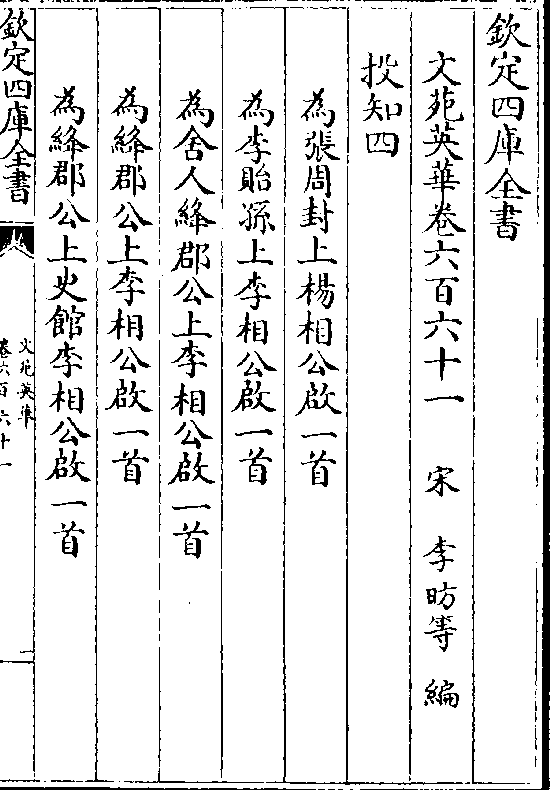 欽定四庫全書
文苑英華卷六百六十一　宋　李昉等　編
投知四
為張周封上楊相公啟一首
為李貽孫上李相公啟一首
為舍人絳郡公上李相公啟一首
為絳郡公上李相公啟一首
為絳郡公上史館李相公啟一首
欽定四庫全書
文苑英華
卷六百六十一
一